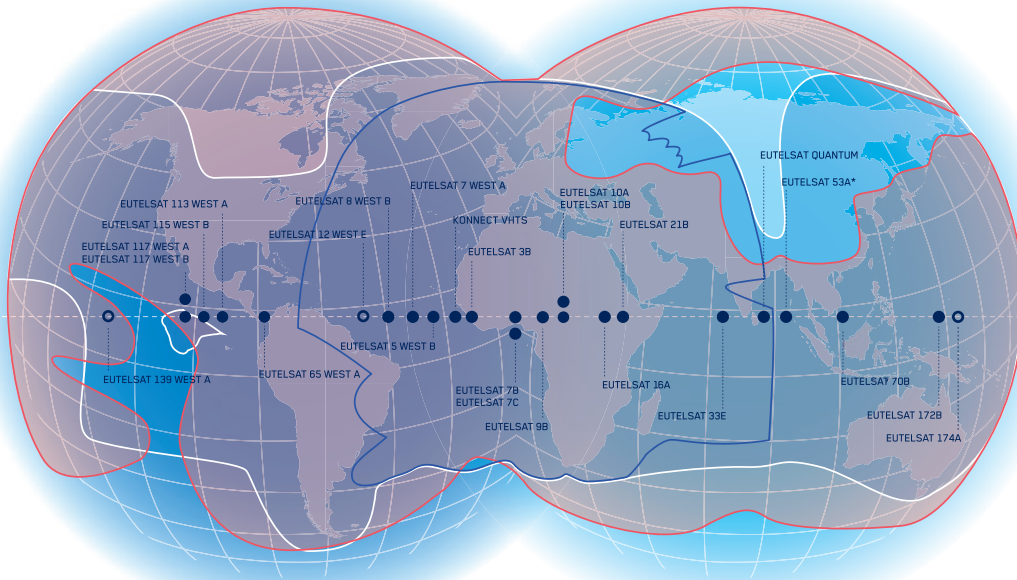 EUTELSAT QUANTUM
EUTELSAT 53A*
EUTELSAT 7 WEST A
EUTELSAT 10A
EUTELSAT 10B
EUTELSAT 113 WEST A
EUTELSAT 8 WEST B
KONNECT VHTS
EUTELSAT 115 WEST B
EUTELSAT 21B
EUTELSAT 12 WEST E
EUTELSAT 117 WEST A
EUTELSAT 117 WEST B
EUTELSAT 3B
EUTELSAT 5 WEST B
EUTELSAT 139 WEST A
EUTELSAT 65 WEST A
EUTELSAT 7B
EUTELSAT 7C
EUTELSAT 16A
EUTELSAT 70B
EUTELSAT 9B
EUTELSAT 33E
EUTELSAT 172B
EUTELSAT 174A